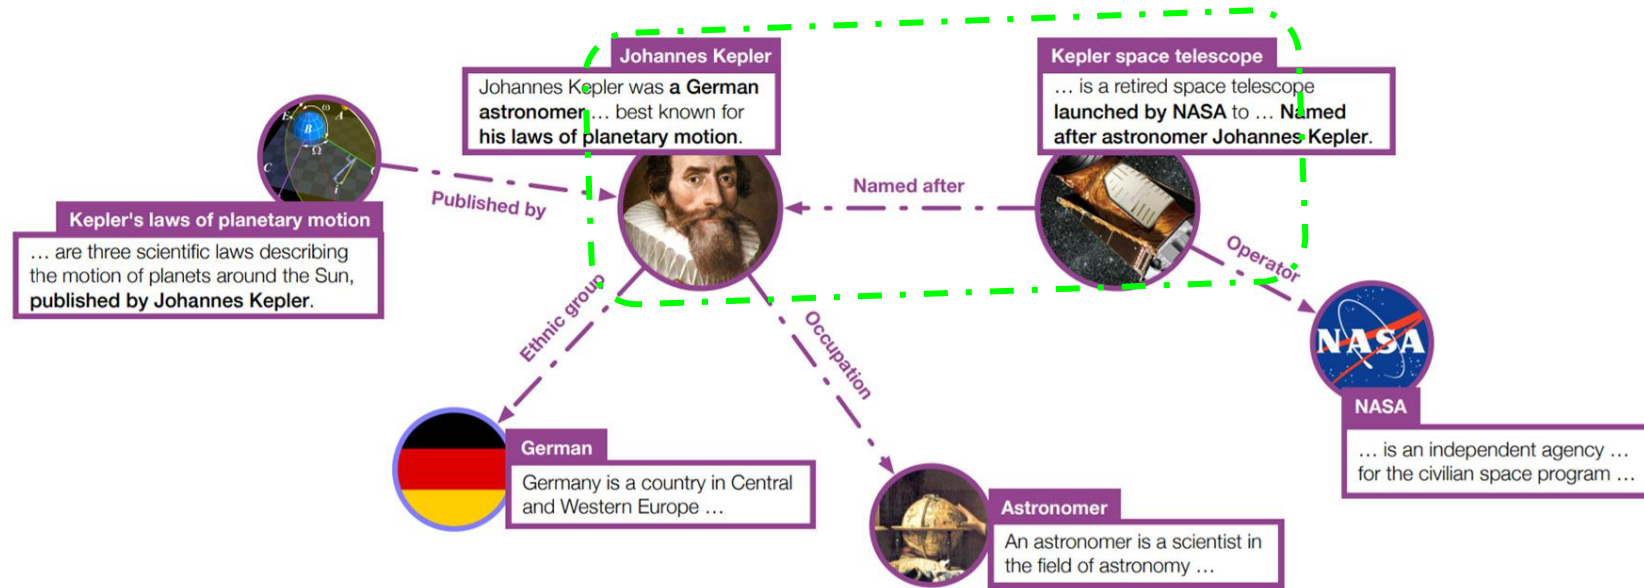 Johannes Kepler
Johannes Kepler was a German
astronomer ... best known for
his laws of planetary motion.
Kepler space telescope
... is a retired space telescope
launched by NASA to ... Named
after astronomer Johannes Kepler.
Published by
Named after
Kepler's laws of planetary motion
... are three scientific laws describing
the motion of planets around the Sun,
published by Johannes Kepler.
Operator
Ethnic group
Occupation
NASA
NASA
... is an independent agency ...
for the civilian space program ...
German
Germany is a country in Central
and Western Europe ...
Astronomer
An astronomer is a scientist in
the field of astronomy ...
E
ω
A
B
Ω
C
i